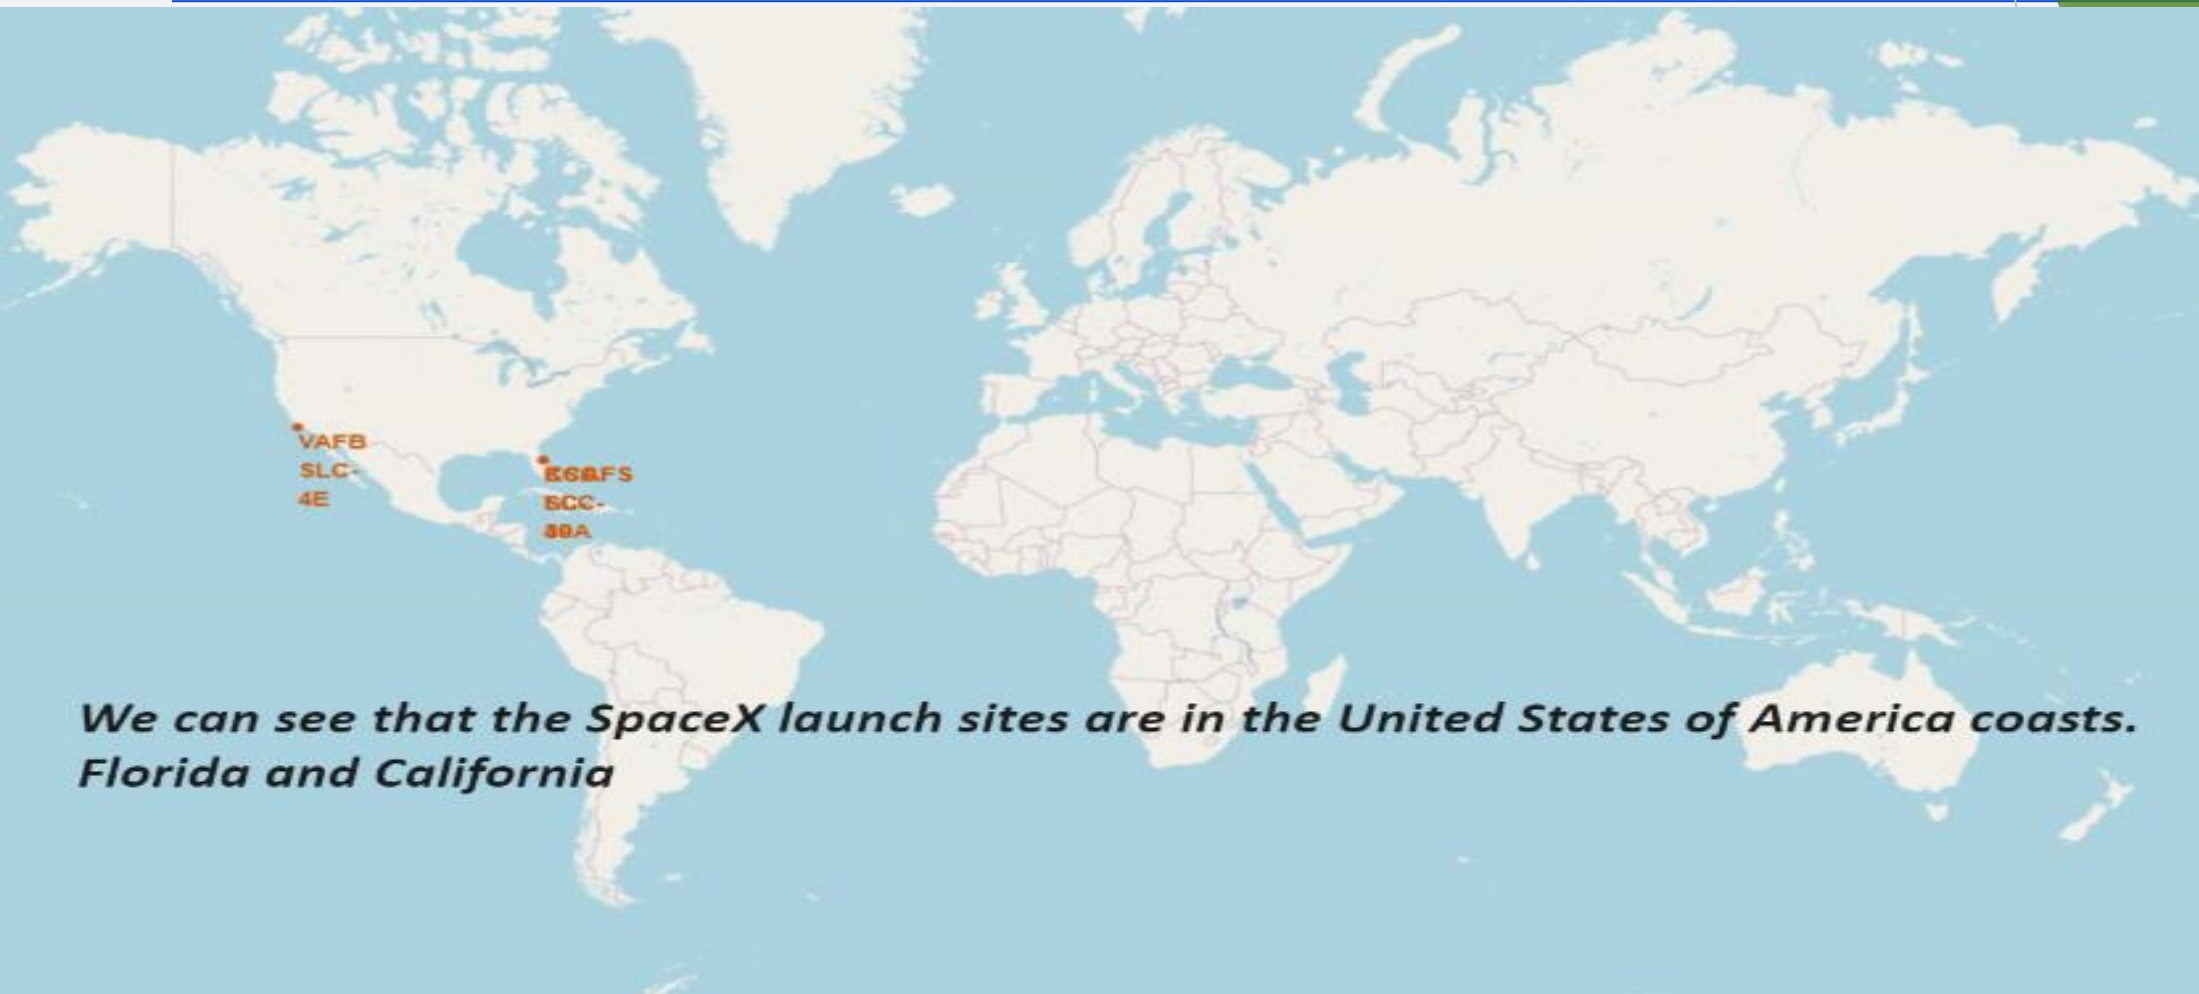 VAFB
SLC-
4E
We can see that the SpaceX launch sites are in the United States of America coasts.
Florida and California